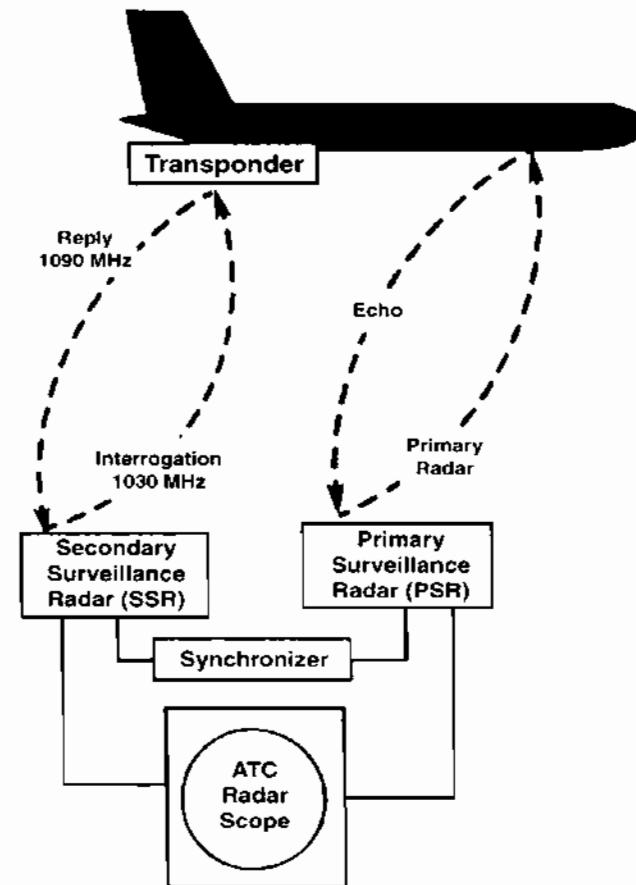 Transponder
Reply
1090 MHz
Echo
Interrogation
1030 MHz
Primary
Radar
Secondary
Surveillance
Radar (SSR)
Primary
Surveillance
Radar (PSR)
Synchronizer
ATC
Radar
Scope